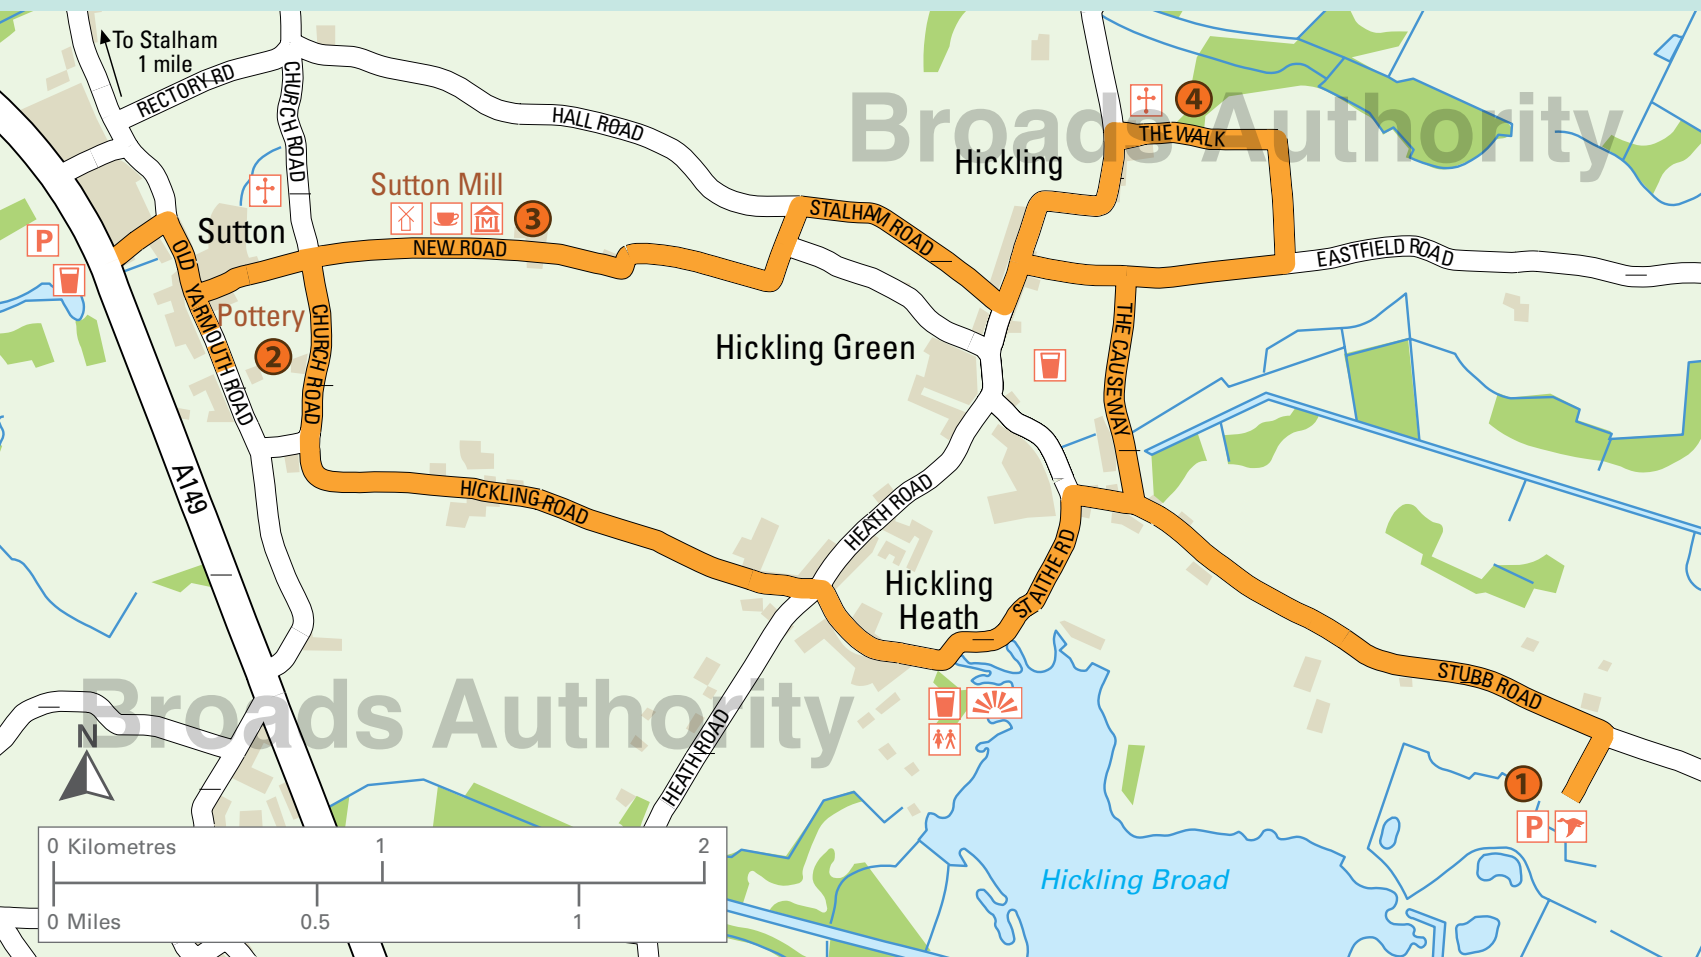 To Stalham
1 mile
RECTORY RD
CHURCH ROAD
HALL ROAD
Broads Authority
4
THE WALK
Hickling
Sutton Mill
3
M
P
Sutton
NEW ROAD
STALHAM ROAD
EASTFIELD ROAD
OLD YARMOUTH ROAD
Pottery
2
CHURCH ROAD
Hickling Green
THE CAUSEWAY
A149
HICKLING ROAD
HEATH ROAD
STAITHE RD
Hickling
Heath
STUBB ROAD
Broads Authority
N
HEATH ROAD
1
P
0 Kilometres 1 2
0 Miles 0.5 1
Hickling Broad